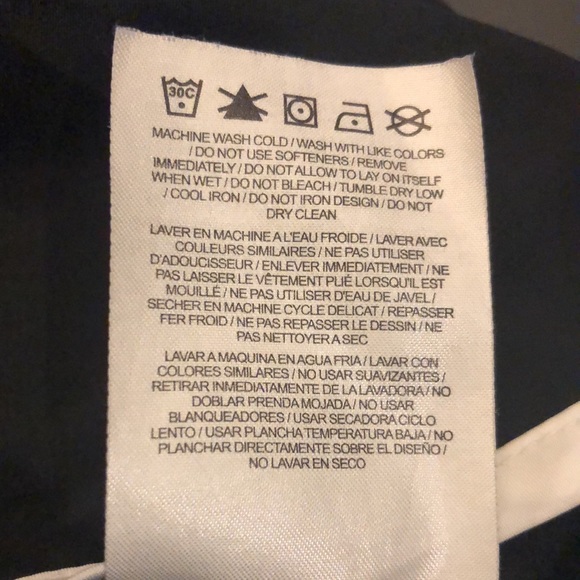 30C
MACHINE WASH COLD / WASH WITH LIKE COLORS
/ DO NOT USE SOFTENERS / REMOVE
IMMEDIATELY / DO NOT ALLOW TO LAY ON ITSELF
WHEN WET / DO NOT BLEACH / TUMBLE DRY LOW
/ COOL IRON / DO NOT IRON DESIGN / DO NOT
DRY CLEAN
LAVER EN MACHINE A L'EAU FROIDE / LAVER AVEC
COULEURS SIMILAIRES / NE PAS UTILISER
D'ADOUCISSEUR / ENLEVER IMMEDIATEMENT / NE
PAS LAISSER LE VÊTEMENT PLIÉ LORSQU'IL EST
MOUILLÉ / NE PAS UTILISER D'EAU DE JAVEL /
SECHER EN MACHINE CYCLE DELICAT / REPASSER
FER FROID / NE PAS REPASSER LE DESSIN / NE
PAS NETTOYER A SEC
LAVAR A MAQUINA EN AGUA FRIA / LAVAR CON
COLORES SIMILARES / NO USAR SUAVIZANTES /
RETIRAR INMEDIATAMENTE DE LA LAVADORA / NO
DOBLAR PRENDA MOJADA / NO USAR
BLANQUEADORES / USAR SECADORA CICLO
LENTO / USAR PLANCHA TEMPERATURA BAJA / NO
PLANCHAR DIRECTAMENTE SOBRE EL DISEÑO /
NO LAVAR EN SECO